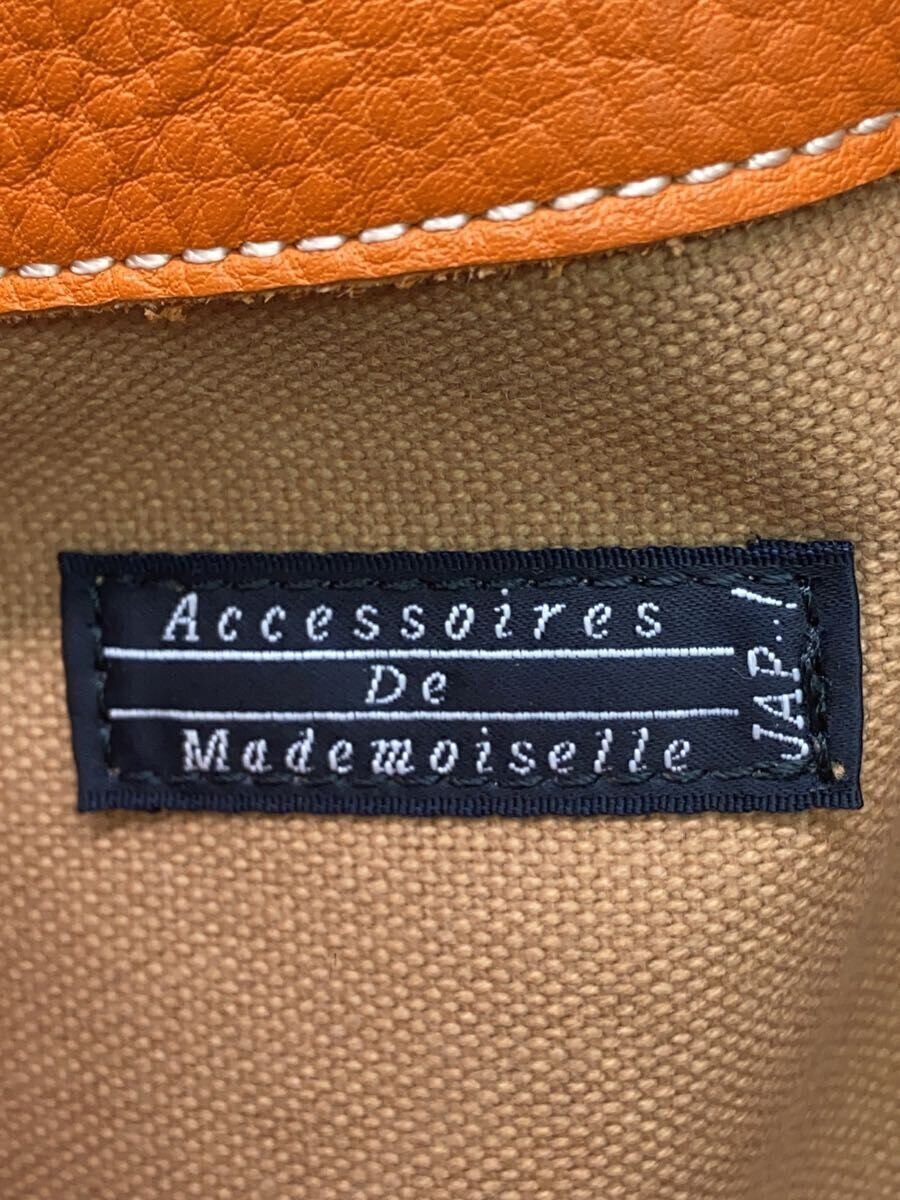 Accessoires
De
Mademoiselle
JAP../